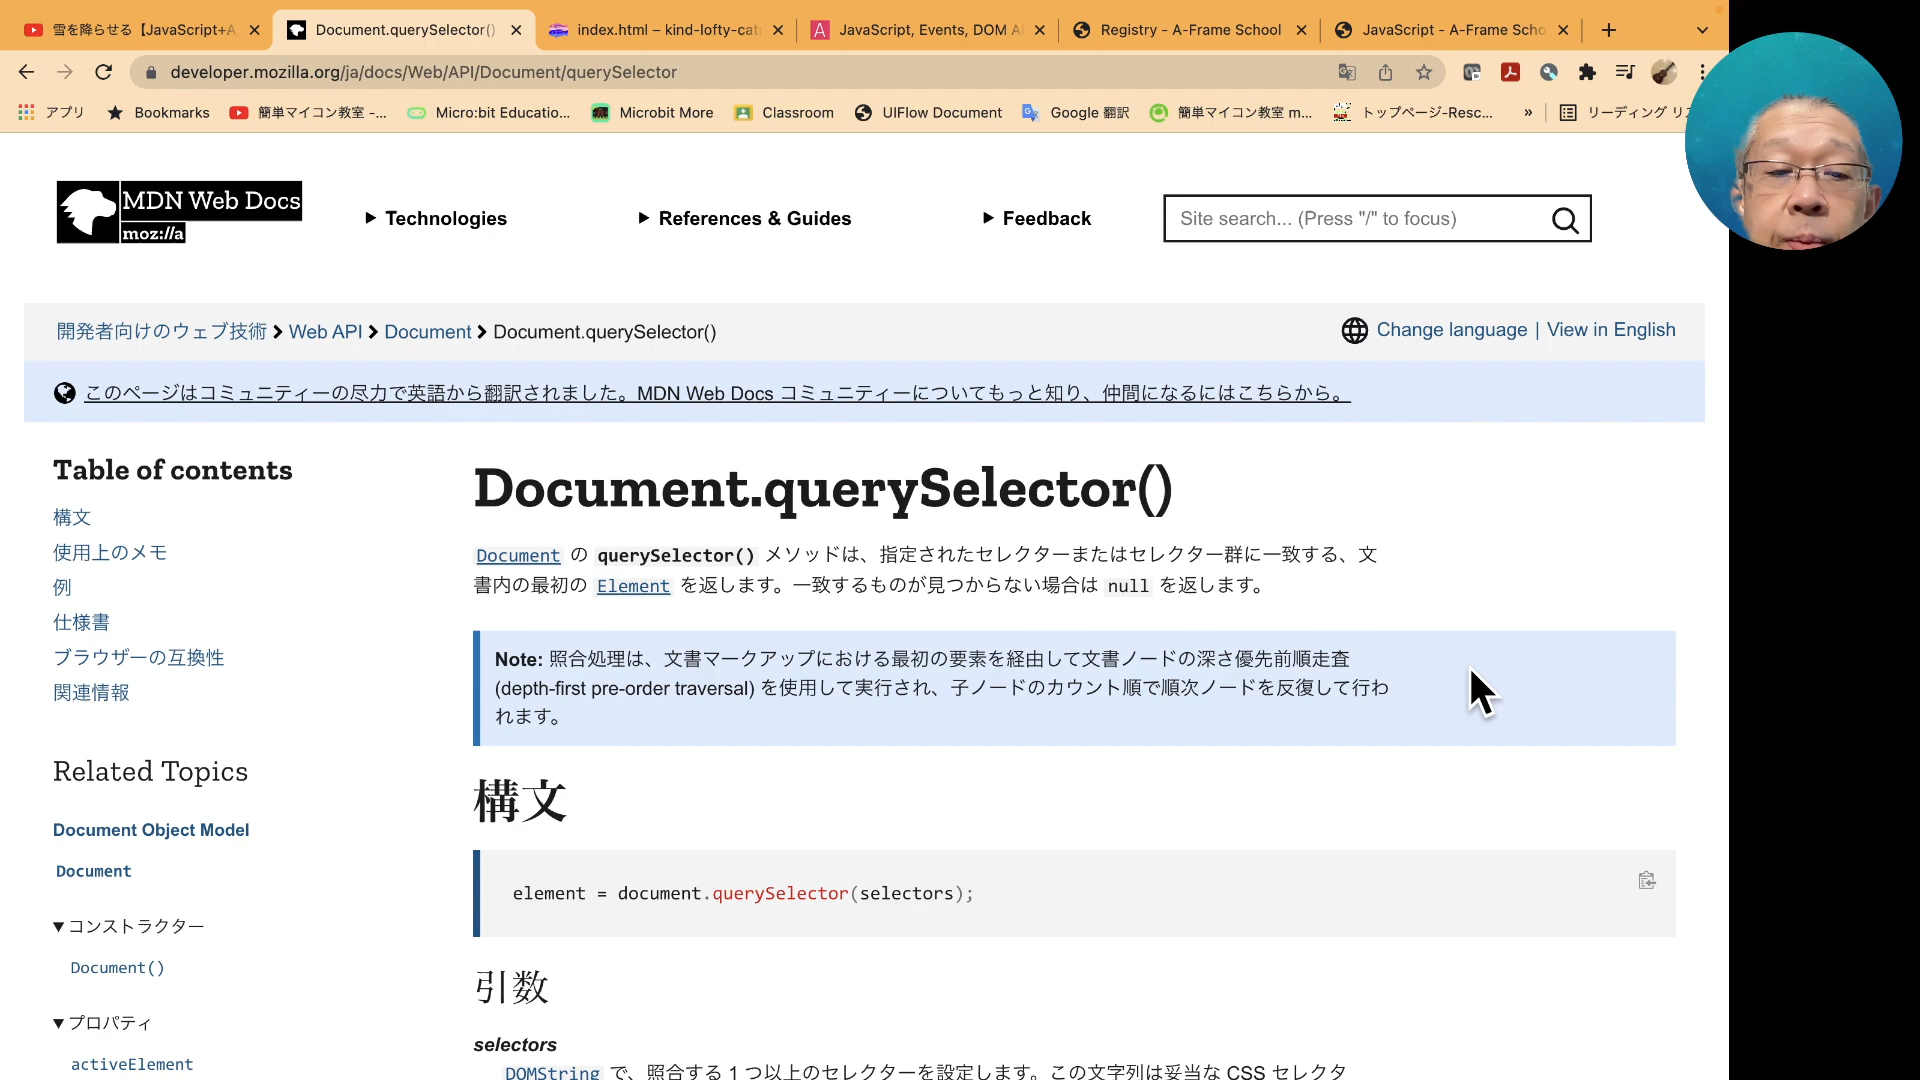 雪を降らせる【JavaScript+A
Document.querySelector()
index.html – kind-lofty-cat
JavaScript, Events, DOM A
Registry - A-Frame School
JavaScript - A-Frame Scho
developer.mozilla.org/ja/docs/Web/API/Document/querySelector
アプリ
Bookmarks
簡単マイコン教室 -...
Micro:bit Educatio...
Microbit More
Classroom
UIFlow Document
Google 翻訳
簡単マイコン教室 m...
トップページ-Resc...
»
リーディング リス
MDN Web Docs
moz://a
Technologies
References & Guides
Feedback
Site search... (Press "/" to focus)
開発者向けのウェブ技術 Web API Document Document.querySelector()
Change language | View in English
このページはコミュニティーの尽力で英語から翻訳されました。MDN Web Docs コミュニティーについてもっと知り、仲間になるにはこちらから。
Table of contents
構文
使用上のメモ
例
仕様書
ブラウザーの互換性
関連情報
Related Topics
Document Object Model
Document
コンストラクター
Document()
プロパティ
activeElement
Document.querySelector()
Document の querySelector() メソッドは、指定されたセレクターまたはセレクター群に一致する、文
書内の最初の Element を返します。一致するものが見つからない場合は null を返します。
Note: 照合処理は、文書マークアップにおける最初の要素を経由して文書ノードの深さ優先前順走査
(depth-first pre-order traversal) を使用して実行され、子ノードのカウント順で順次ノードを反復して行わ
れます。
構文
element = document.querySelector(selectors);
引数
selectors
DOMString で、照合する 1 つ以上のセレクターを設定します。この文字列は妥当な CSS セレクタ